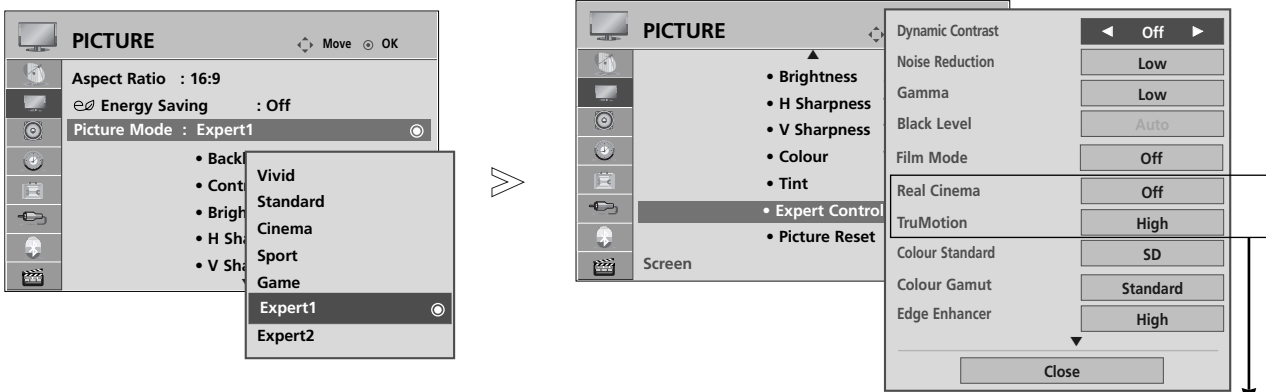 PICTURE
Move OK
Aspect Ratio : 16:9
Energy Saving : Off
Picture Mode : Expert1
• Backl
• Cont
• Brigh
• H Sha
• V Sha
Vivid
Standard
Cinema
Sport
Game
Expert1
Expert2
PICTURE
• Brightness
• H Sharpness
• V Sharpness
• Colour
• Tint
• Expert Control
• Picture Reset
Screen
Dynamic Contrast Off
Noise Reduction Low
Gamma Low
Black Level Auto
Film Mode Off
Real Cinema Off
TruMotion High
Colour Standard SD
Colour Gamut Standard
Edge Enhancer High
Close